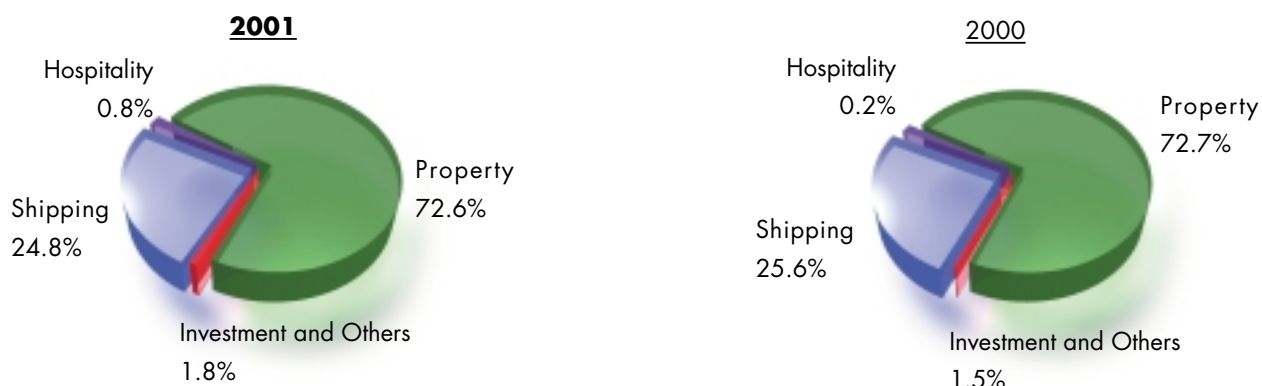 2001
Hospitality
0.8%
Property
72.6%
Shipping
24.8%
Investment and Others
1.8%
2000
Hospitality
0.2%
Property
72.7%
Shipping
25.6%
Investment and Others
1.5%